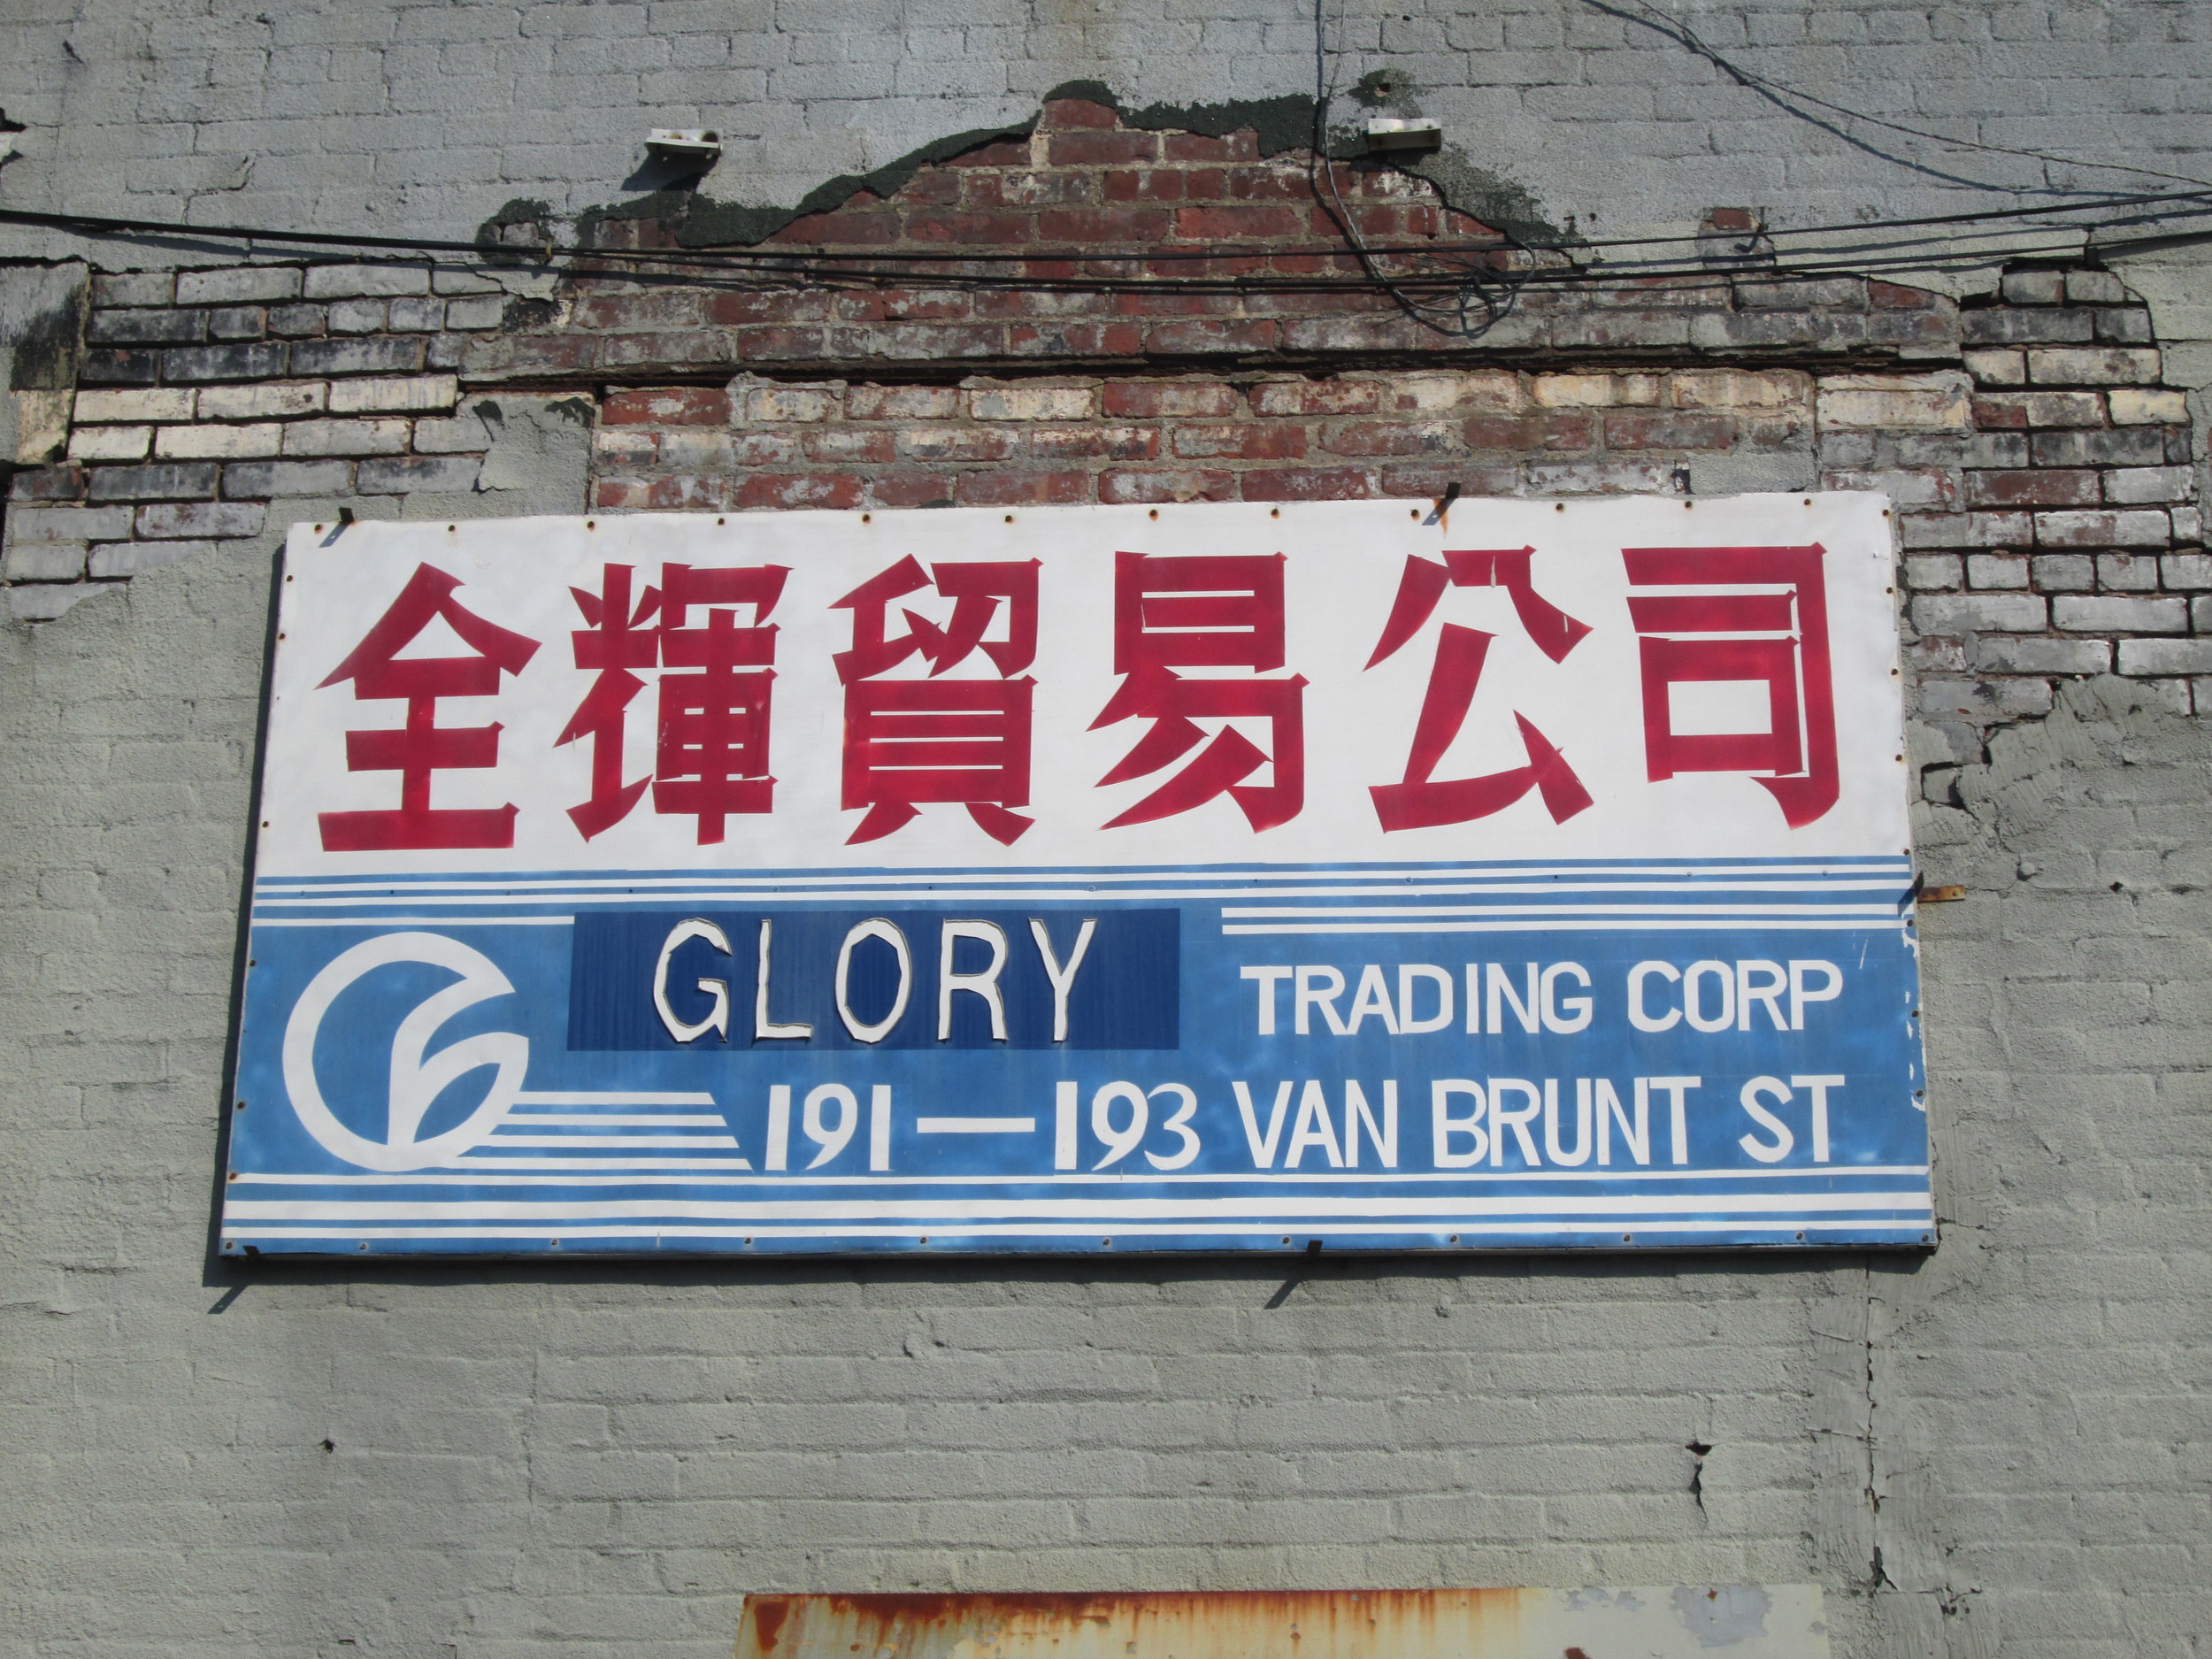 全輝貿易公司
GLORY TRADING CORP
191—193 VAN BRUNT ST